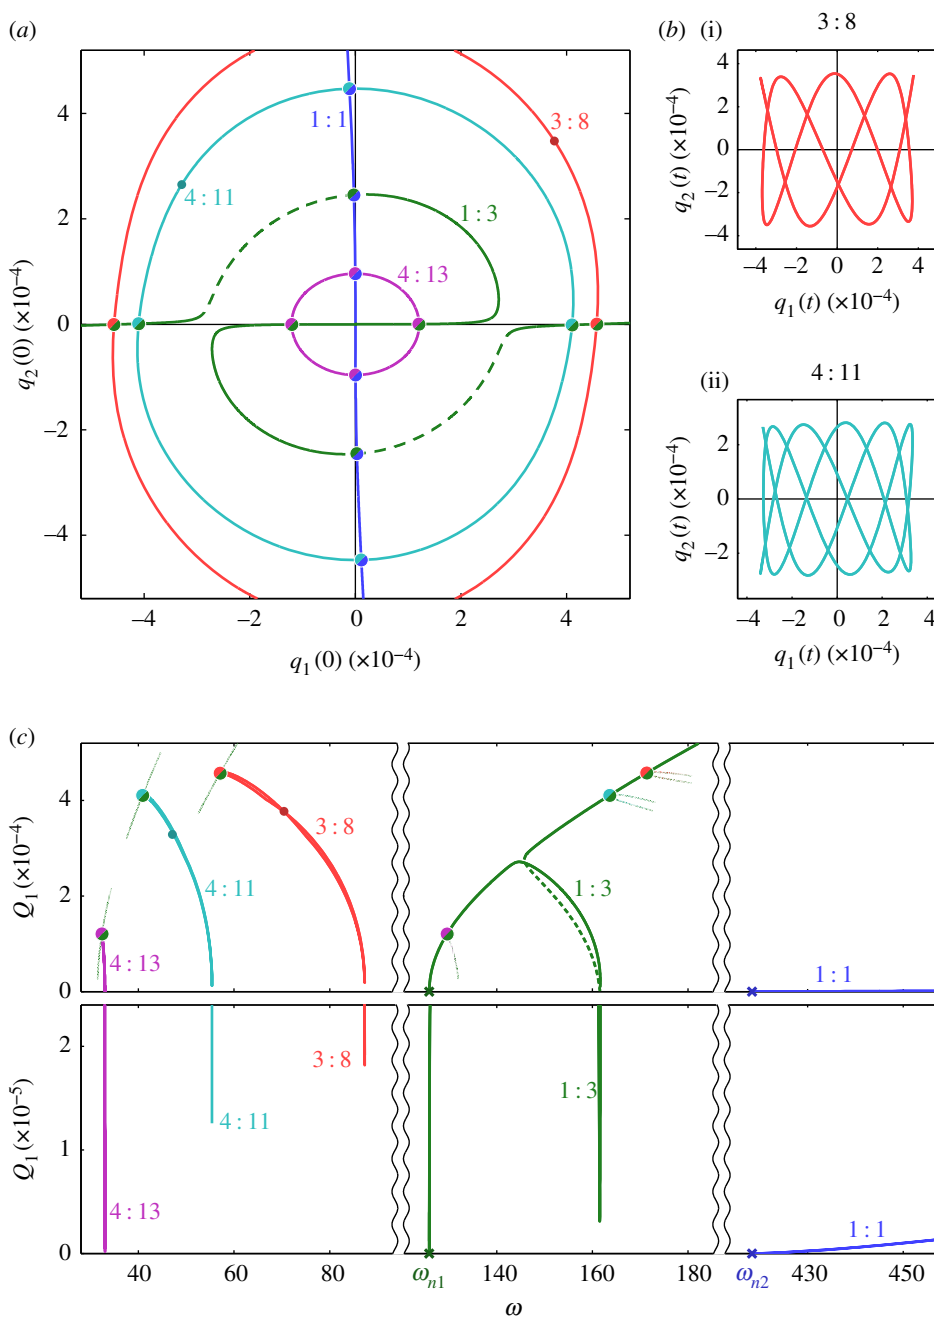 (a)
(b) (i) 3 : 8
q2(0) (×10−4)
4
2
0
−2
−4
1 : 1
3 : 8
4 : 11
1 : 3
4 : 13
−4 −2 0 2 4
q1(0) (×10−4)
q2(t) (×10−4)
4
2
0
−2
−4
−4 −2 0 2 4
q1(t) (×10−4)
(ii) 4 : 11
q2(t) (×10−4)
2
0
−2
−4 −2 0 2 4
q1(t) (×10−4)
(c)
Q1 (×10−4)
4
2
0
3 : 8
4 : 11
4 : 13
1 : 3
1 : 1
Q1 (×10−5)
2
1
0
3 : 8
4 : 11
4 : 13
1 : 3
1 : 1
40 60 80 ωn1 140 160 180 ωn2 430 450
ω